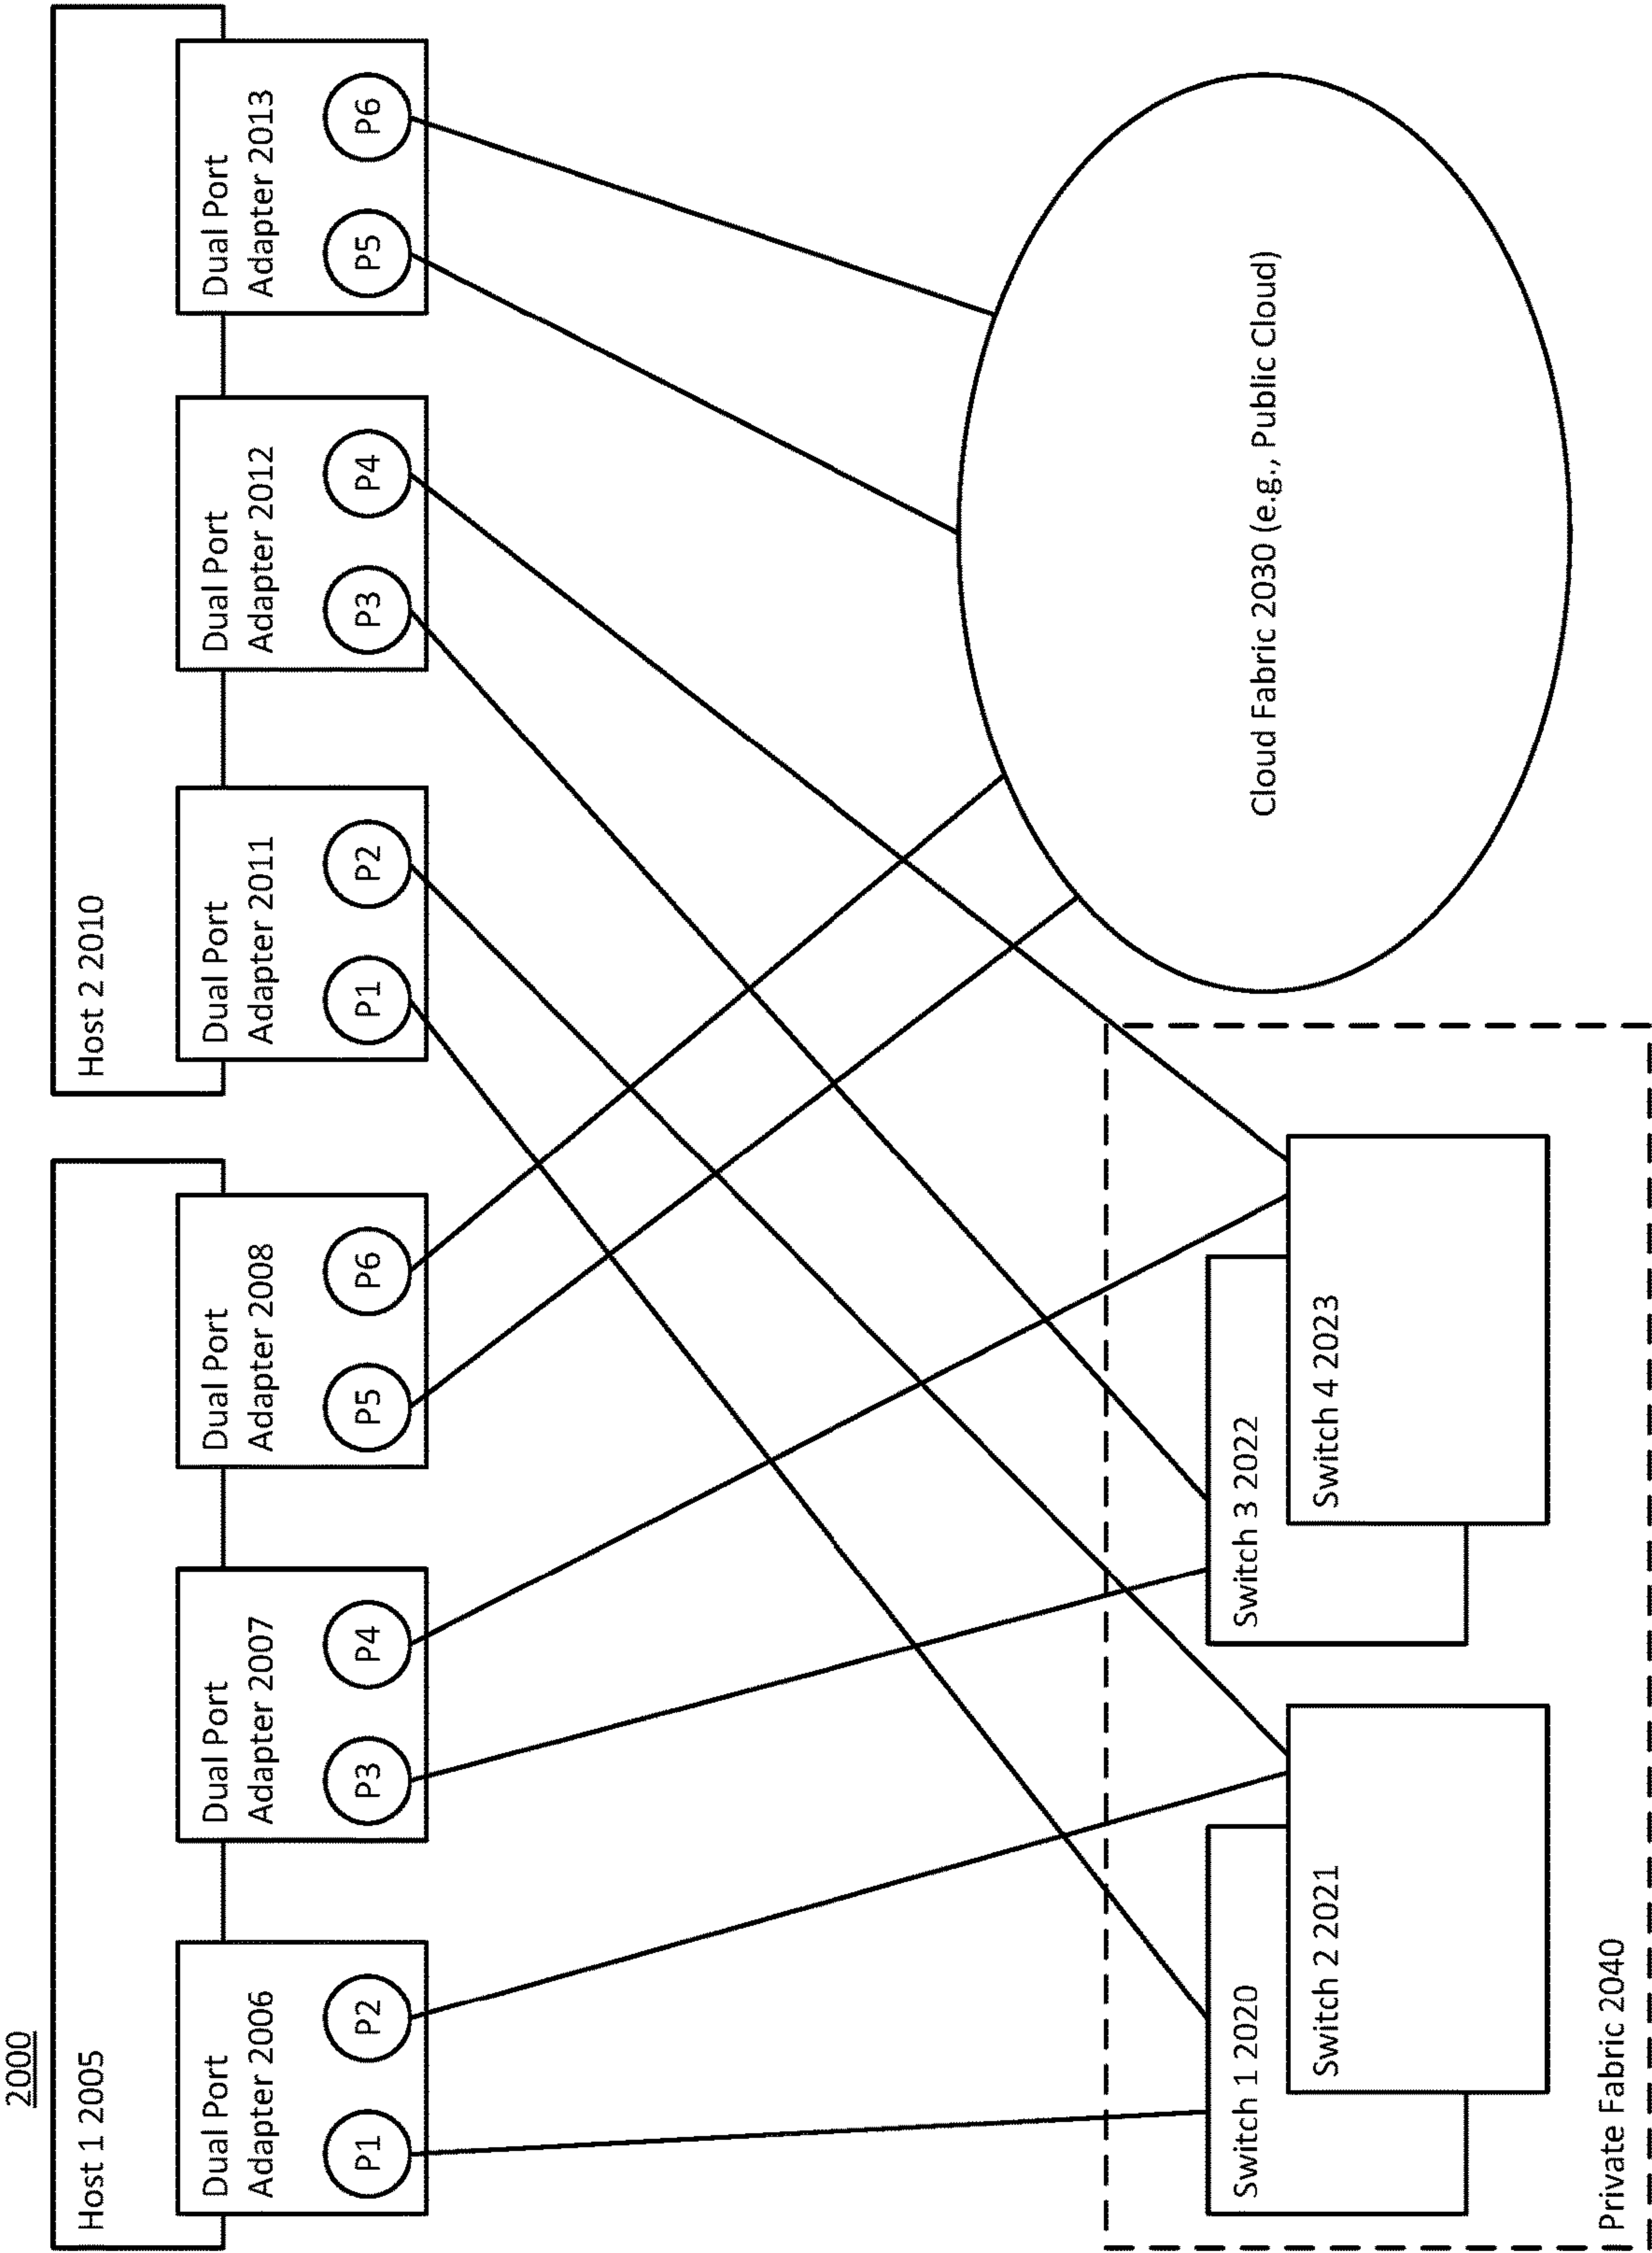 2000
Host 1 2005
Dual Port
Adapter 2006
P1
P2
Dual Port
Adapter 2007
P3
P4
Dual Port
Adapter 2008
P5
P6
Host 2 2010
Dual Port
Adapter 2011
P1
P2
Dual Port
Adapter 2012
P3
P4
Dual Port
Adapter 2013
P5
P6
Switch 1 2020
Switch 2 2021
Switch 3 2022
Switch 4 2023
Private Fabric 2040
Cloud Fabric 2030 (e.g., Public Cloud)